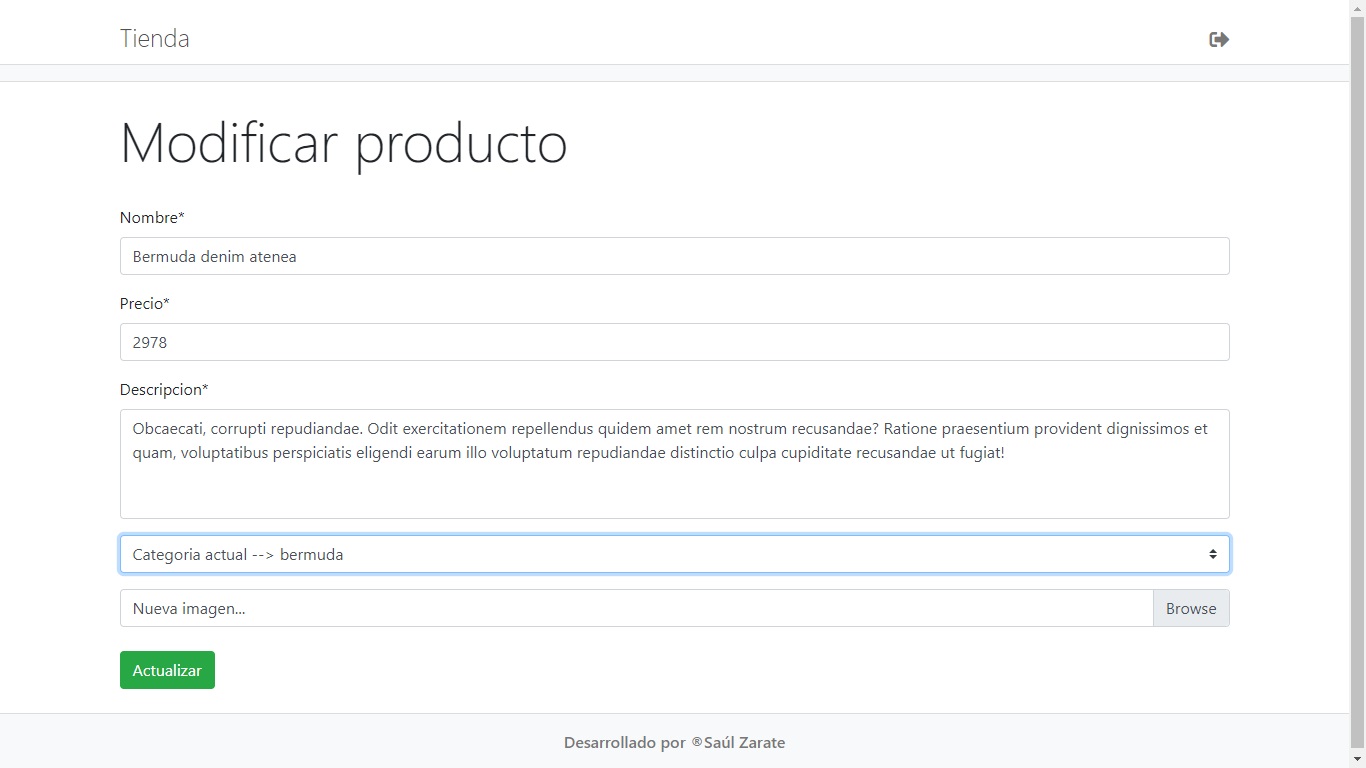 Tienda
Modificar producto
Nombre*
Bermuda denim atenea
Precio*
2978
Descripcion*
Obcaecati, corrupti repudiandae. Odit exercitationem repellendus quidem amet rem nostrum recusandae? Ratione praesentium provident dignissimos et
quam, voluptatibus perspiciatis eligendi earum illo voluptatum repudiandae distinctio culpa cupiditate recusandae ut fugiat!
Categoria actual --> bermuda
Nueva imagen... Browse
Actualizar
Desarrollado por ®Saúl Zarate